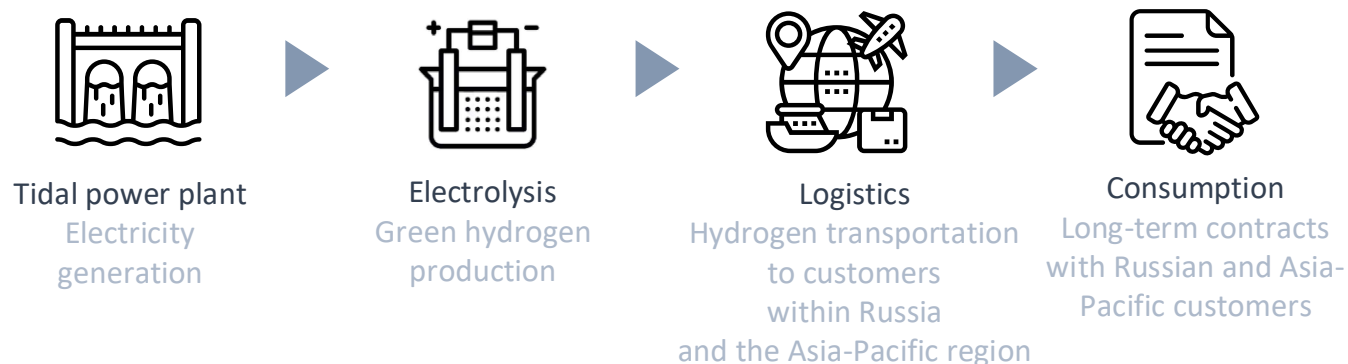 Tidal power plant
Electricity
generation
Electrolysis
Green hydrogen
production
Logistics
Hydrogen transportation
to customers
within Russia
and the Asia-Pacific region
Consumption
Long-term contracts
with Russian and Asia-
Pacific customers